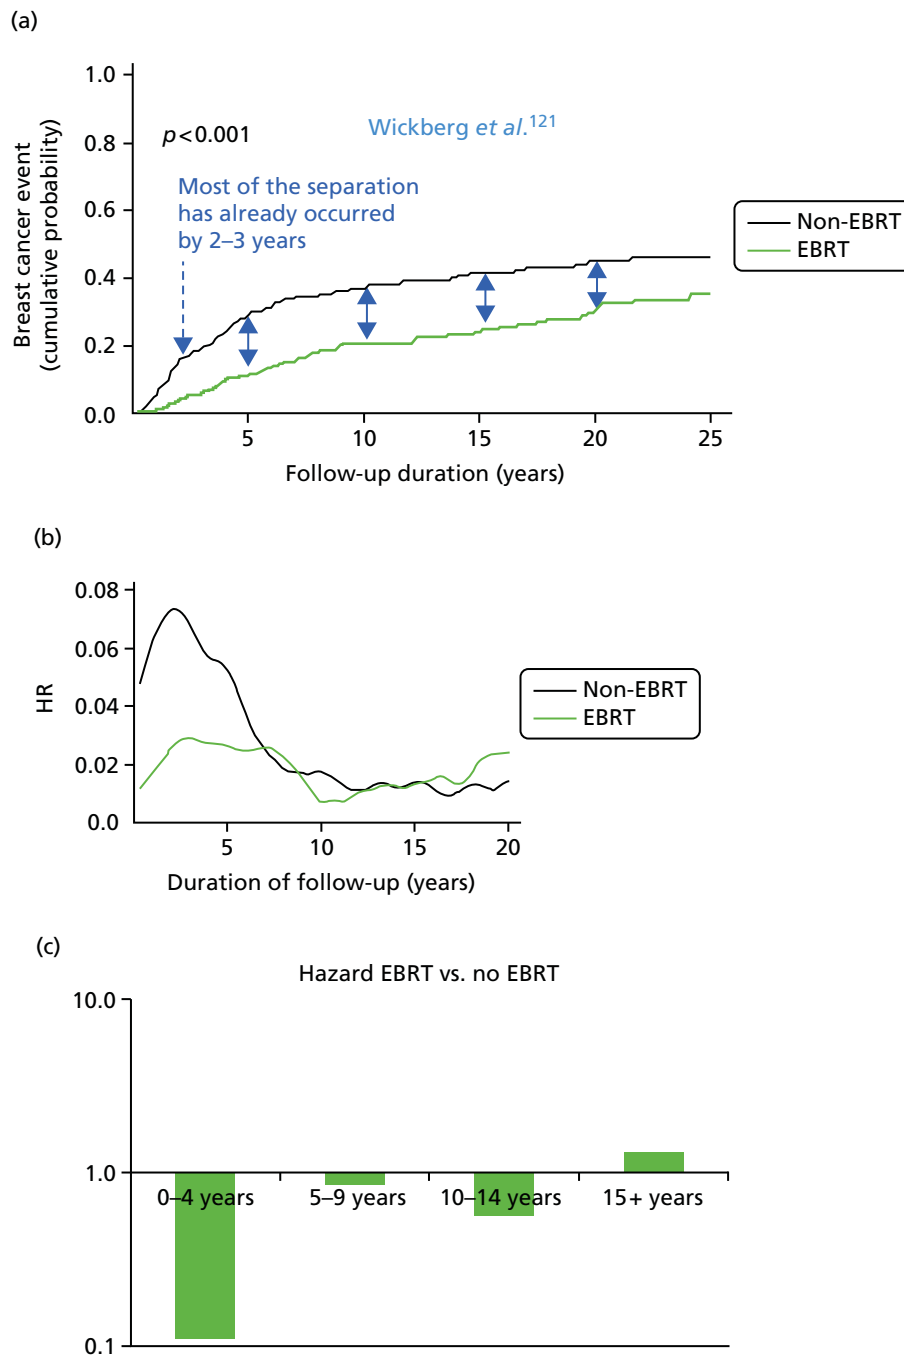 (a)
1.0
0.8
0.6
0.4
0.2
0.0
Breast cancer event
(cumulative probability)
p<0.001
Wickberg et al.121
Most of the separation
has already occurred
by 2–3 years
Non-EBRT
EBRT
5
10
15
20
25
Follow-up duration (years)
(b)
0.08
0.06
0.04
0.02
0.0
HR
Non-EBRT
EBRT
5
10
15
20
Duration of follow-up (years)
(c)
Hazard EBRT vs. no EBRT
10.0
1.0
0.1
0–4 years
5–9 years
10–14 years
15+ years